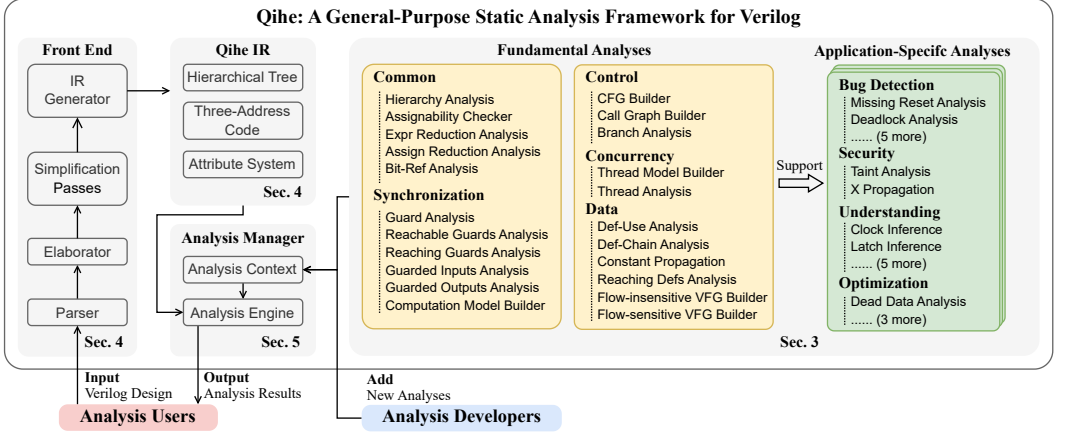 Qihe: A General-Purpose Static Analysis Framework for Verilog
Front End
IR
Generator
Simplification
Passes
Elaborator
Parser
Sec. 4
Qihe IR
Hierarchical Tree
Three-Address
Code
Attribute System
Sec. 4
Analysis Manager
Analysis Context
Analysis Engine
Sec. 5
Fundamental Analyses
Common
Hierarchy Analysis
Assignability Checker
Expr Reduction Analysis
Assign Reduction Analysis
Bit-Ref Analysis
Synchronization
Guard Analysis
Reachable Guards Analysis
Reaching Guards Analysis
Guarded Inputs Analysis
Guarded Outputs Analysis
Computation Model Builder
Control
CFG Builder
Call Graph Builder
Branch Analysis
Concurrency
Thread Model Builder
Thread Analysis
Data
Def-Use Analysis
Def-Chain Analysis
Constant Propagation
Reaching Defs Analysis
Flow-insensitive VFG Builder
Flow-sensitive VFG Builder
Support
Application-Specifc Analyses
Bug Detection
Missing Reset Analysis
Deadlock Analysis
...... (5 more)
Security
Taint Analysis
X Propagation
Understanding
Clock Inference
Latch Inference
...... (5 more)
Optimization
Dead Data Analysis
...... (3 more)
Sec. 3
Input
Verilog Design
Output
Analysis Results
Add
New Analyses
Analysis Users
Analysis Developers